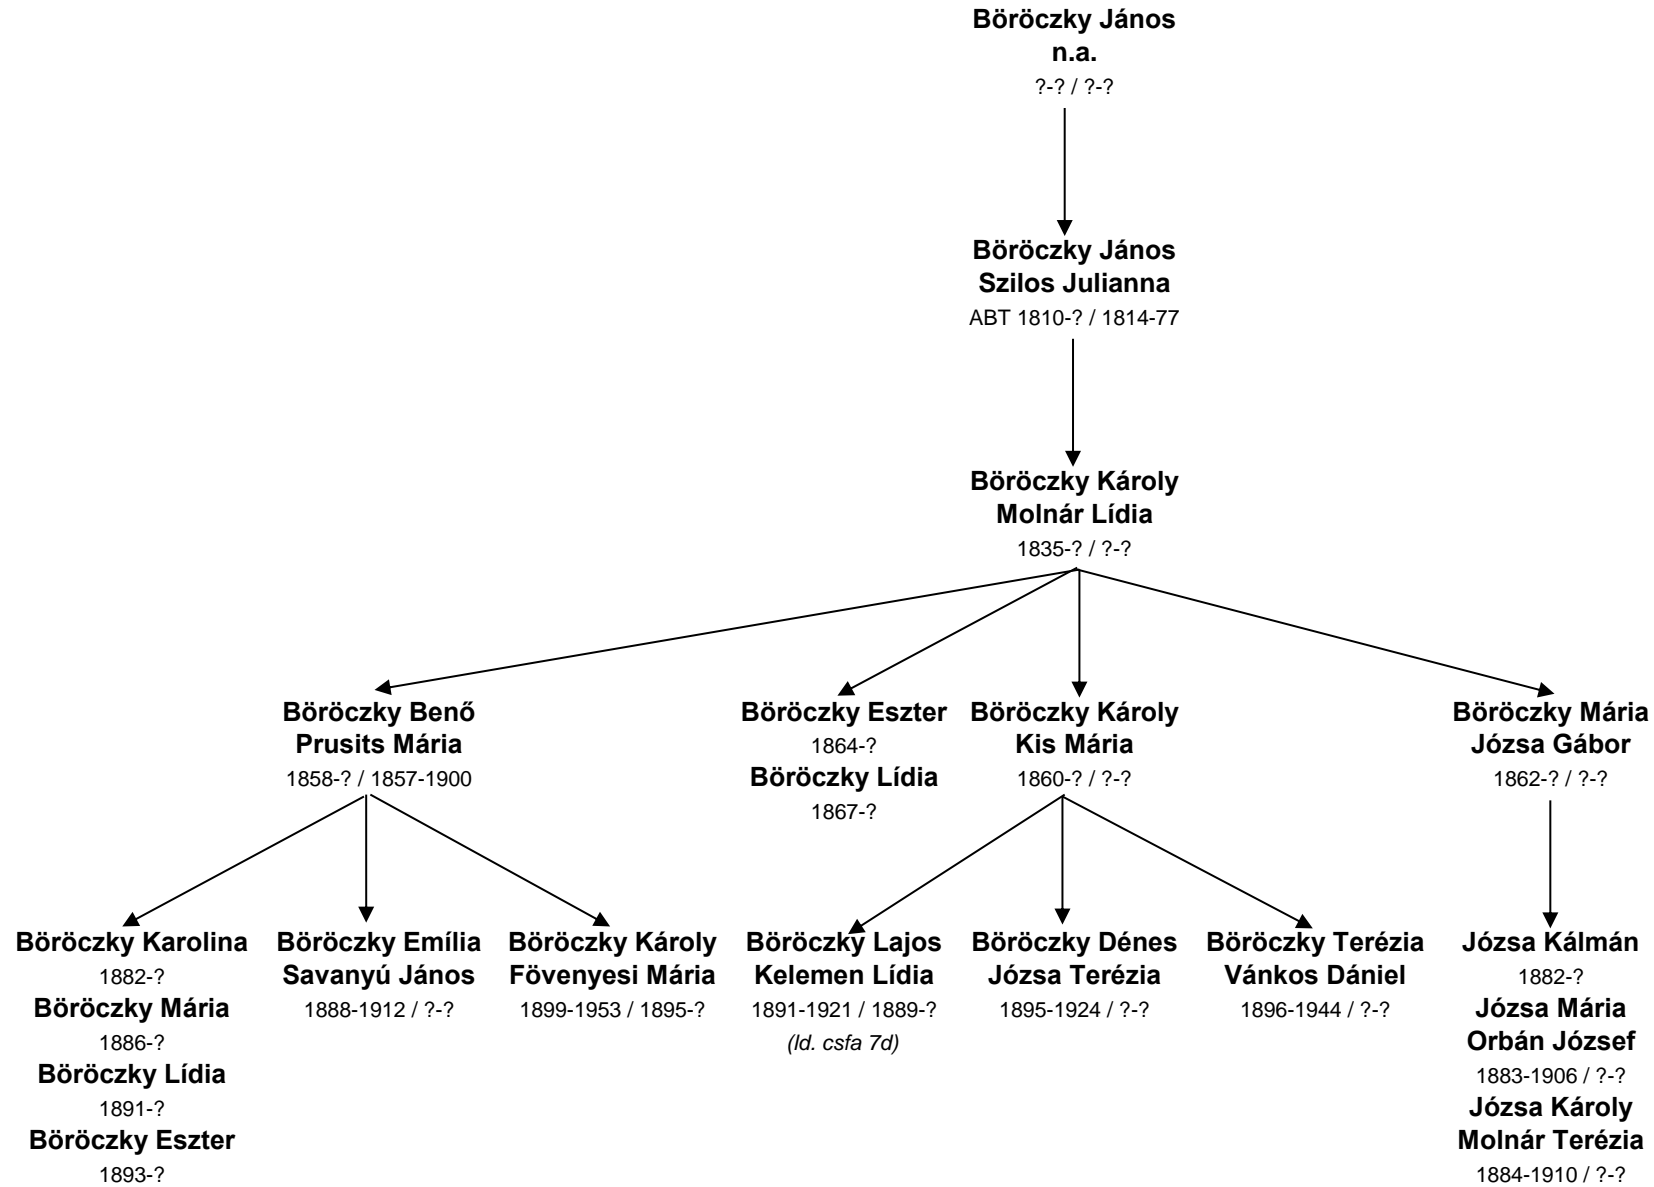 Böröczky János
n.a.
?-? / ?-?
Böröczky János
Szilos Julianna
ABT 1810-? / 1814-77
Böröczky Károly
Molnár Lídia
1835-? / ?-?
Böröczky Benő
Prusits Mária
1858-? / 1857-1900
Böröczky Eszter
1864-?
Böröczky Lídia
1867-?
Böröczky Károly
Kis Mária
1860-? / ?-?
Böröczky Mária
Józsa Gábor
1862-? / ?-?
Böröczky Karolina
1882-?
Böröczky Mária
1886-?
Böröczky Lídia
1891-?
Böröczky Eszter
1893-?
Böröczky Emília
Savanyú János
1888-1912 / ?-?
Böröczky Károly
Fövenyesi Mária
1899-1953 / 1895-?
Böröczky Lajos
Kelemen Lídia
1891-1921 / 1889-?
(ld. csfa 7d)
Böröczky Dénes
Józsa Terézia
1895-1924 / ?-?
Böröczky Terézia
Vánkos Dániel
1896-1944 / ?-?
Józsa Kálmán
1882-?
Józsa Mária
Orbán József
1883-1906 / ?-?
Józsa Károly
Molnár Terézia
1884-1910 / ?-?